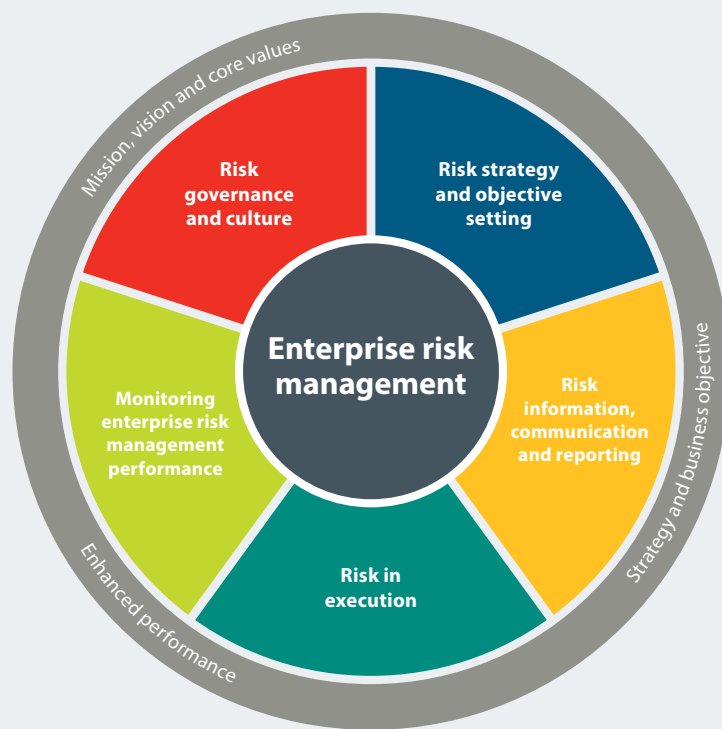 Mission, vision and core values
Risk
governance
and culture
Risk strategy
and objective
setting
Enterprise risk
management
Monitoring
enterprise risk
management
performance
Risk
information,
communication
and reporting
Risk in
execution
Enhanced performance
Strategy and business objective